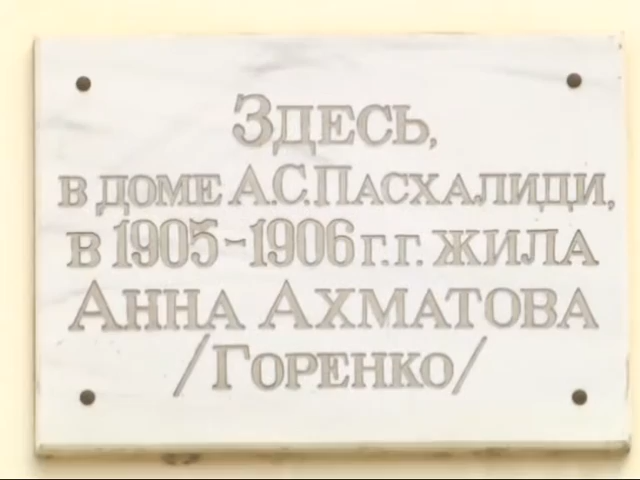 Здесь,
в доме А.С.Пасхалиди,
в 1905-1906 г.г. жила
Анна Ахматова
/Горенко/